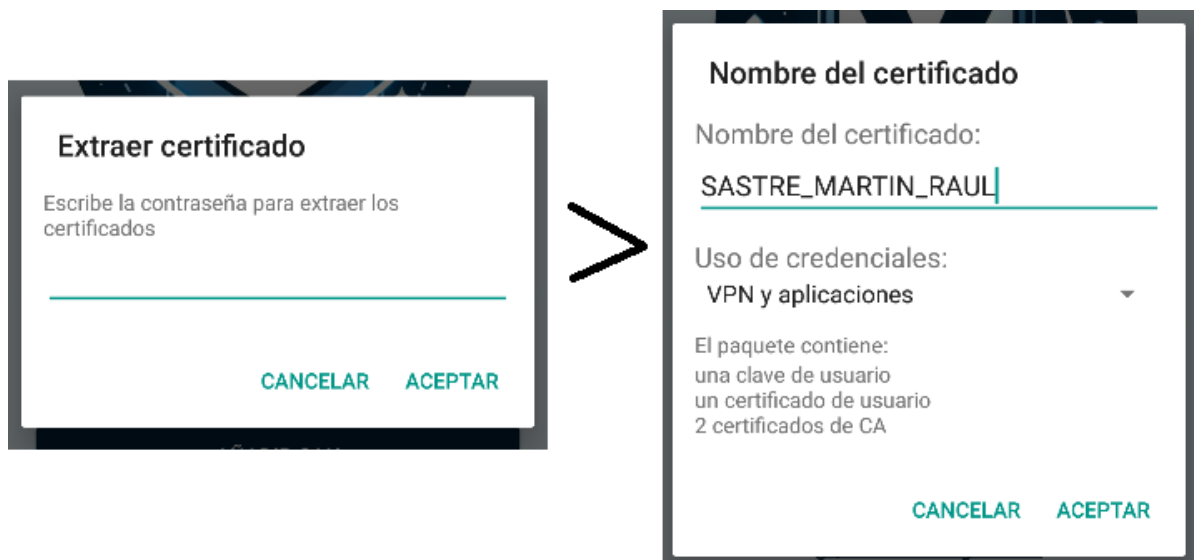 Extraer certificado
Escribe la contraseña para extraer los
certificados
CANCELAR ACEPTAR
Nombre del certificado
Nombre del certificado:
SASTRE_MARTIN_RAUL
Uso de credenciales:
VPN y aplicaciones
El paquete contiene:
una clave de usuario
un certificado de usuario
2 certificados de CA
CANCELAR ACEPTAR